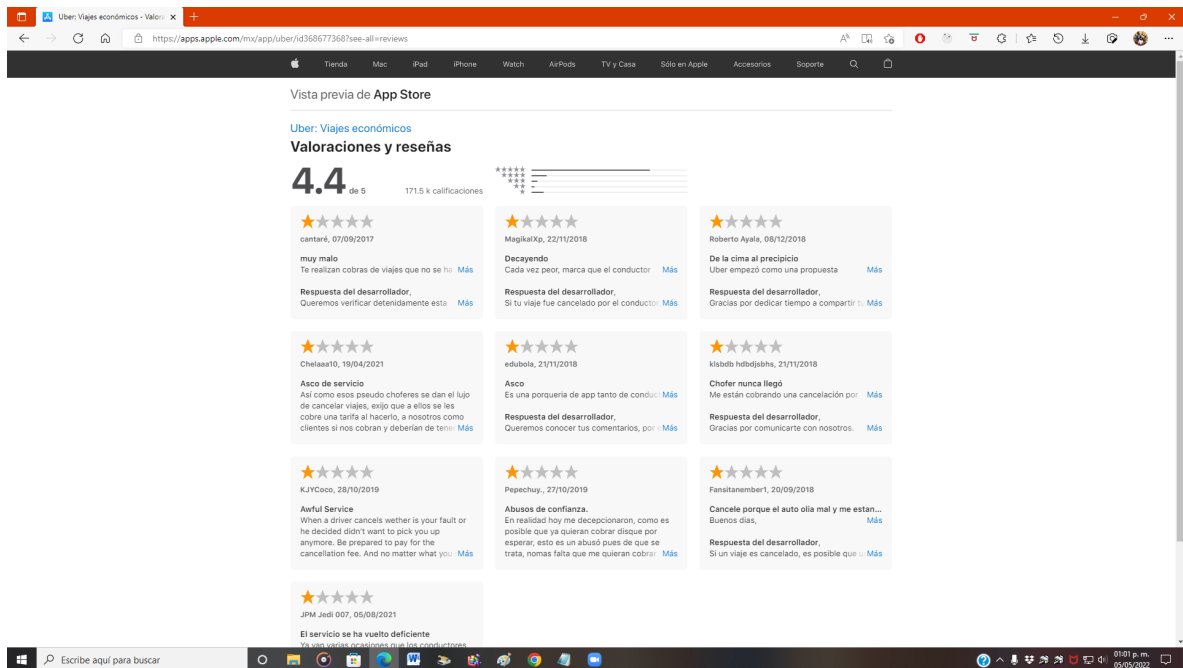 Uber: Viajes económicos - Valora
https://apps.apple.com/mx/app/uber/id368677368?see-all=reviews
Tienda Mac iPad iPhone Watch AirPods TV y Casa Sólo en Apple Accesorios Soporte
Vista previa de App Store
Uber: Viajes económicos
Valoraciones y reseñas
4.4 de 5
171.5 k calificaciones
cantaré, 07/09/2017
muy malo
Te realizan cobras de viajes que no se ha Más
Respuesta del desarrollador,
Queremos verificar detenidamente esta Más
MagikalXp, 22/11/2018
Decayendo
Cada vez peor, marca que el conductor Más
Respuesta del desarrollador,
Si tu viaje fue cancelado por el conductor, Más
Roberto Ayala, 08/12/2018
De la cima al precipicio
Uber empezó como una propuesta Más
Respuesta del desarrollador,
Gracias por dedicar tiempo a compartir tu Más
Chelaaa10, 19/04/2021
Asco de servicio
Así como esos pseudo choferes se dan el lujo
de cancelar viajes, exijo que a ellos se les
cobre una tarifa al hacerlo, a nosotros como
clientes si nos cobran y deberían de tener Más
edubola, 21/11/2018
Asco
Es una porqueria de app tanto de conduc Más
Respuesta del desarrollador,
Queremos conocer tus comentarios, por Más
klsbdb hdbdjsbhs, 21/11/2018
Chofer nunca llegó
Me están cobrando una cancelación por Más
Respuesta del desarrollador,
Gracias por comunicarte con nosotros. Más
KJYCoco, 28/10/2019
Awful Service
When a driver cancels wether is your fault or
he decided didn't want to pick you up
anymore. Be prepared to pay for the
cancellation fee. And no matter what you Más
Pepechuy., 27/10/2019
Abusos de confianza.
En realidad hoy me decepcionaron, como es
posible que ya quieran cobrar disque por
esperar, esto es un abusó pues de que se
trata, nomas falta que me quieran cobrar Más
Fansitanember1, 20/09/2018
Cancele porque el auto olía mal y me estan...
Buenos días, Más
Respuesta del desarrollador,
Si un viaje es cancelado, es posible que u Más
JPM Jedi 007, 05/08/2021
El servicio se ha vuelto deficiente
Ya van varias ocasiones que los conductores
Escribe aquí para buscar
01:01 p. m.
05/05/2022